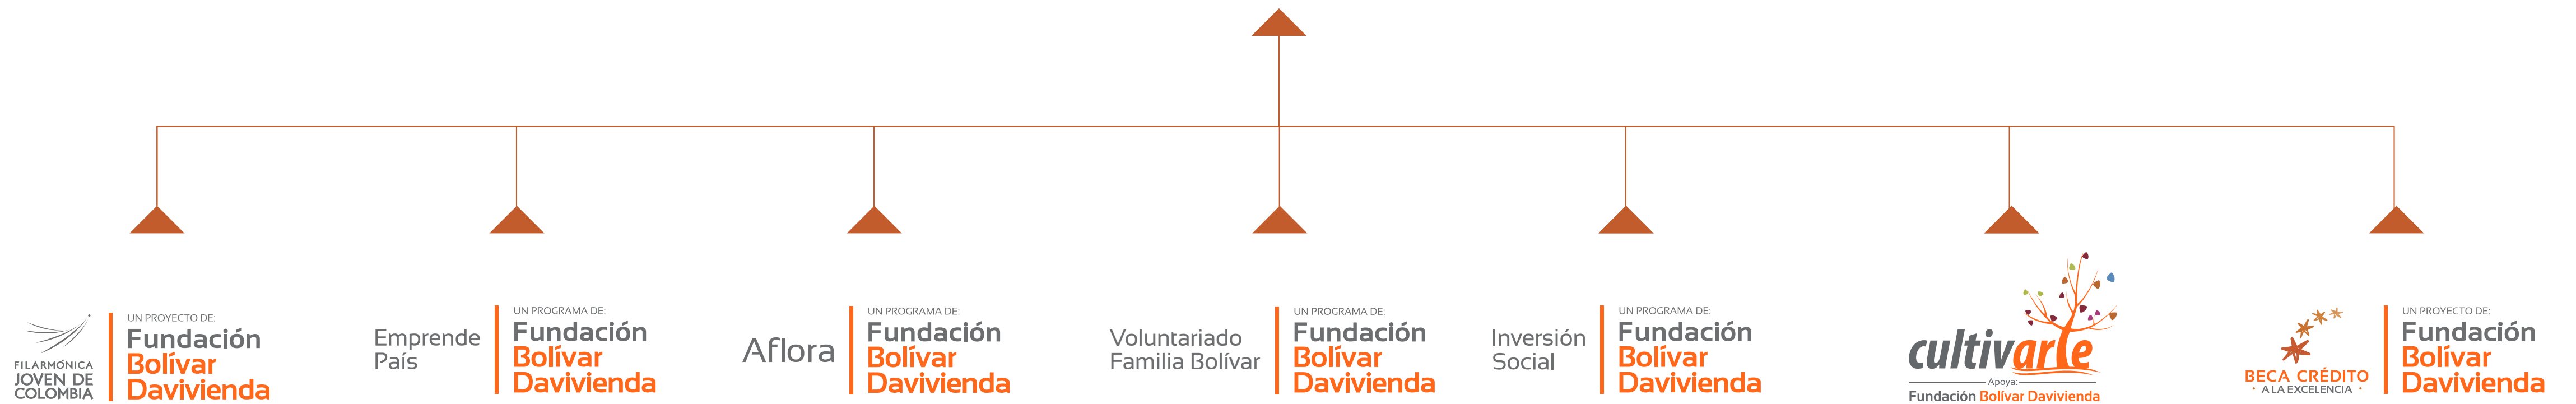 FILARMÓNICA
JOVEN DE
COLOMBIA
UN PROYECTO DE:
Fundación
Bolívar
Davivienda
Emprende
País
UN PROGRAMA DE:
Fundación
Bolívar
Davivienda
Aflora
UN PROGRAMA DE:
Fundación
Bolívar
Davivienda
Voluntariado
Familia Bolívar
UN PROGRAMA DE:
Fundación
Bolívar
Davivienda
Inversión
Social
UN PROGRAMA DE:
Fundación
Bolívar
Davivienda
cultivarte
Apoya:
Fundación Bolívar Davivienda
BECA CRÉDITO
· A LA EXCELENCIA ·
UN PROYECTO DE:
Fundación
Bolívar
Davivienda